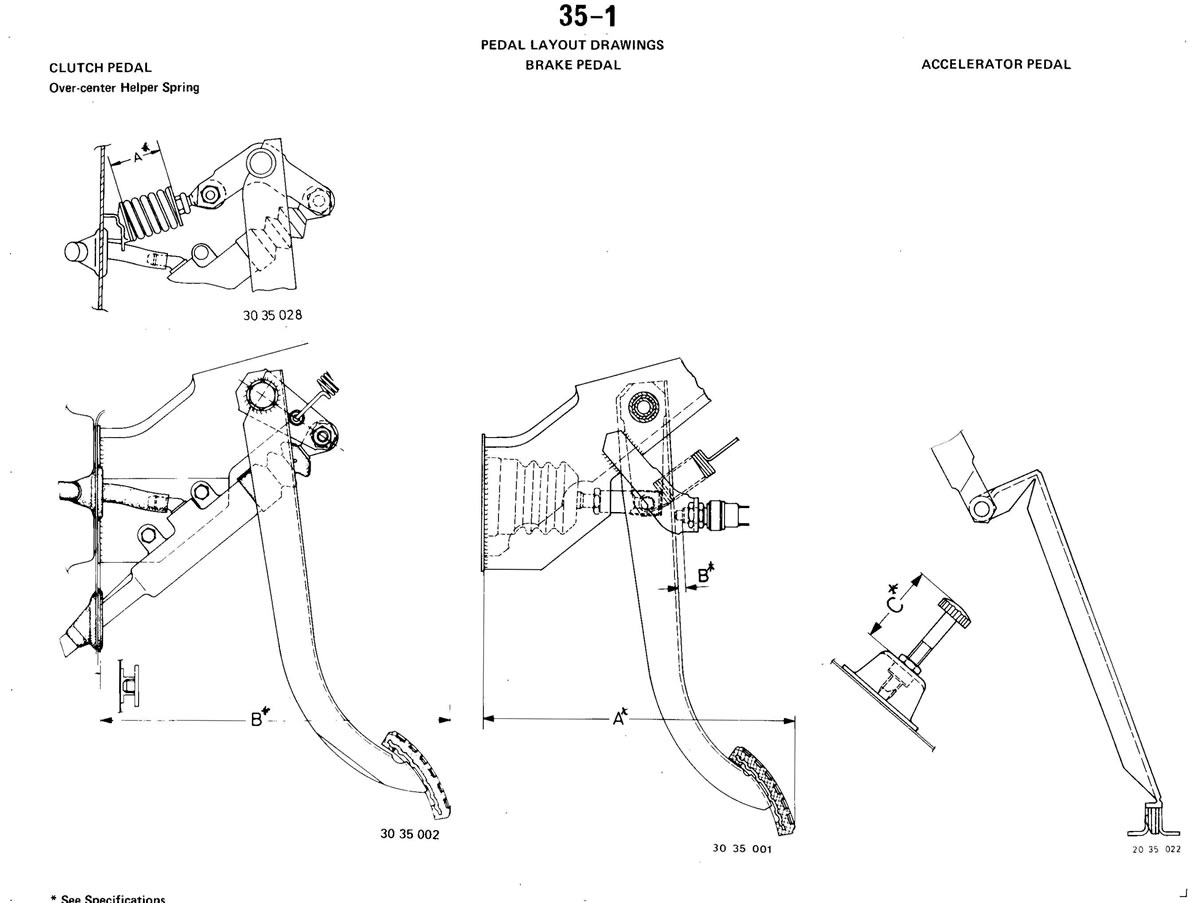 35-1
PEDAL LAYOUT DRAWINGS
CLUTCH PEDAL
BRAKE PEDAL
ACCELERATOR PEDAL
Over-center Helper Spring
A*
30 35 028
B*
30 35 002
B*
A*
30 35 001
C*
20 35 022
* See Specifications